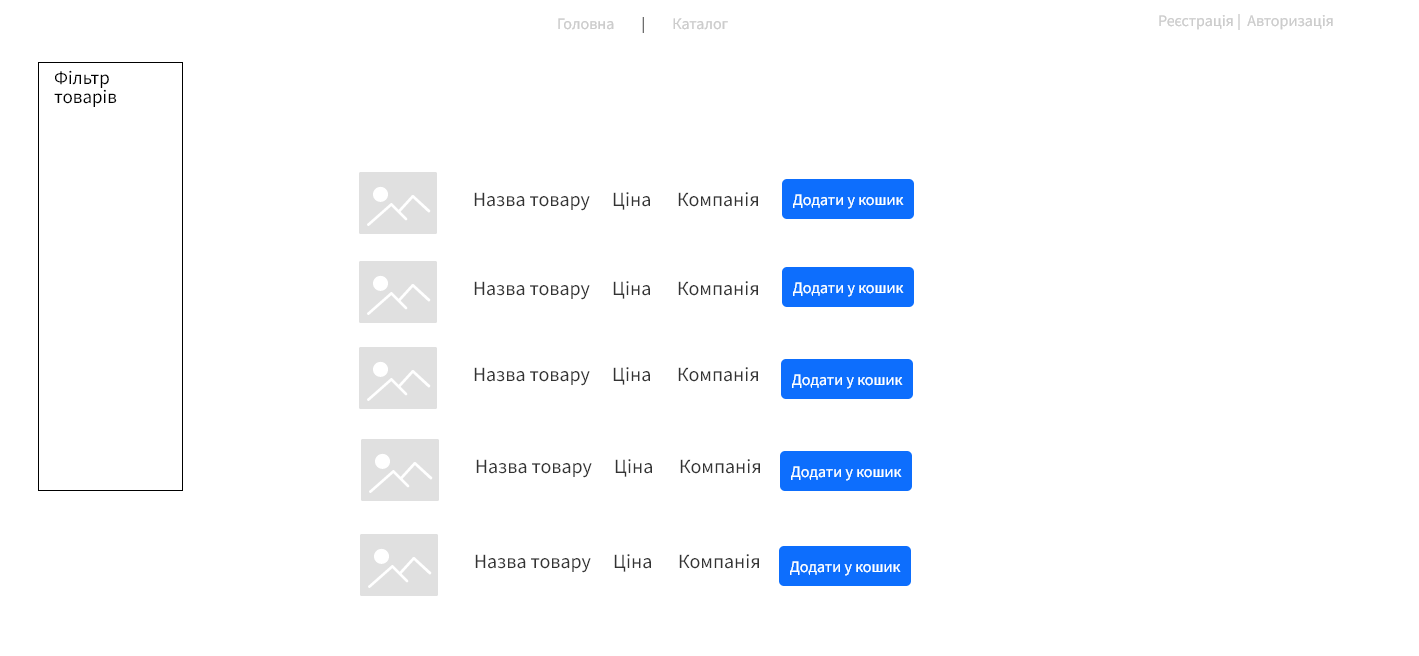 Головна | Каталог
Реєстрація | Авторизація
Фільтр
товарів
Назва товару Ціна Компанія Додати у кошик
Назва товару Ціна Компанія Додати у кошик
Назва товару Ціна Компанія Додати у кошик
Назва товару Ціна Компанія Додати у кошик
Назва товару Ціна Компанія Додати у кошик